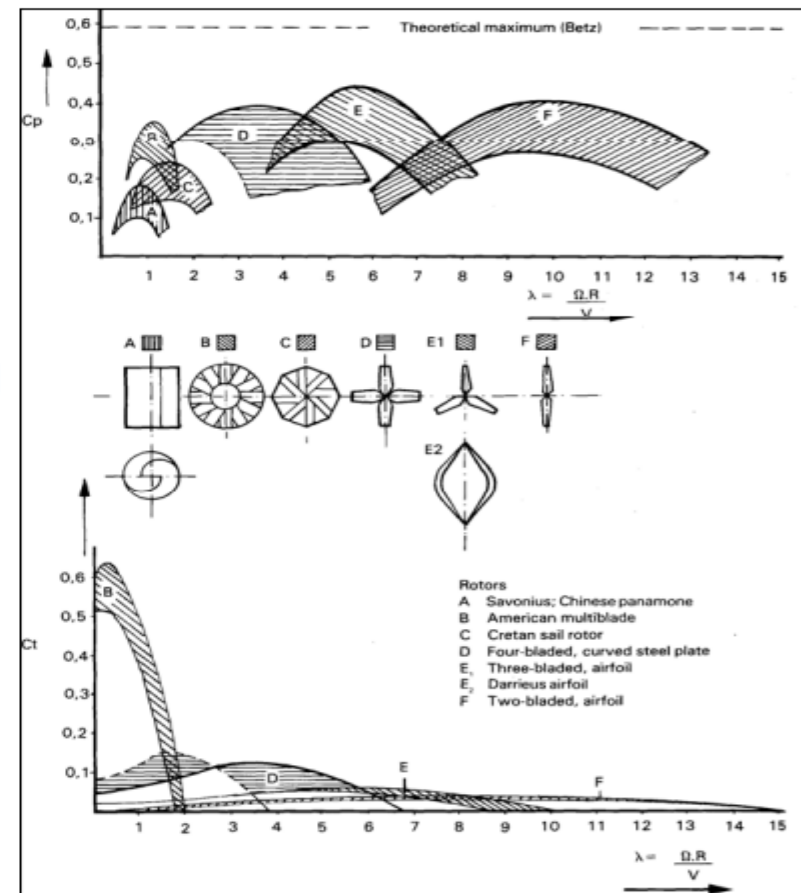 0,6
Theoretical maximum (Betz)
0,5
Cp
0,4
0,3
0,2
0,1
B
A
C
D
E
F
1 2 3 4 5 6 7 8 9 10 11 12 13 14 15
λ = Ω.R
V
A B C D E1 F
E2
0,6
0,5
Ct
0,4
0,3
0,2
0,1
B
D
E
F
Rotors
A Savonius; Chinese panamone
B American multiblade
C Cretan sail rotor
D Four-bladed, curved steel plate
E₁ Three-bladed, airfoil
E₂ Darrieus airfoil
F Two-bladed, airfoil
1 2 3 4 5 6 7 8 9 10 11 12 13 14 15
λ = Ω.R
V